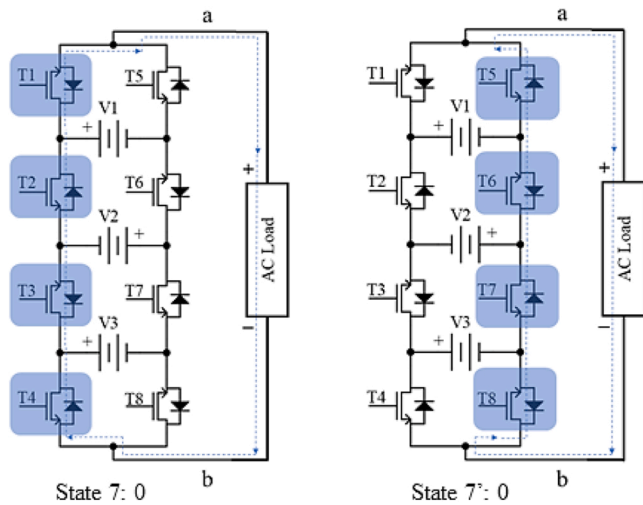 a
T1
T5
V1
+
T2
T6
V2
+
+
AC Load
T3
T7
V3
+
−
T4
T8
b
State 7: 0
a
T1
T5
V1
+
T2
T6
V2
+
+
AC Load
T3
T7
V3
+
−
T4
T8
b
State 7’: 0